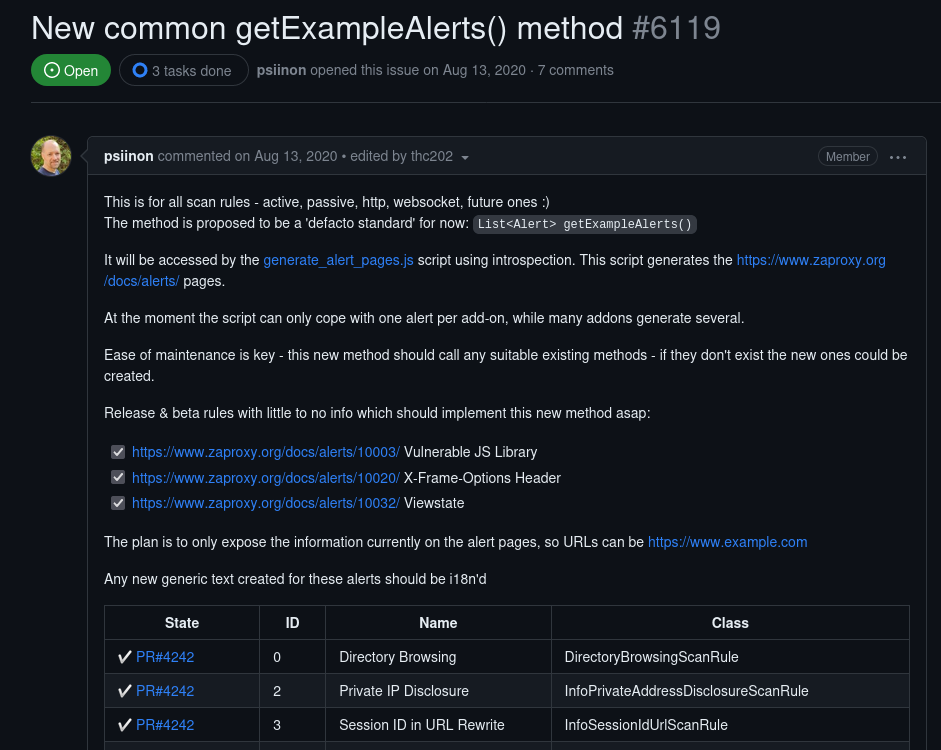 New common getExampleAlerts() method #6119
Open 3 tasks done psiinon opened this issue on Aug 13, 2020 · 7 comments
psiinon commented on Aug 13, 2020 • edited by thc202 Member
This is for all scan rules - active, passive, http, websocket, future ones :)
The method is proposed to be a 'defacto standard' for now: List<Alert> getExampleAlerts()
It will be accessed by the generate_alert_pages.js script using introspection. This script generates the https://www.zaproxy.org
/docs/alerts/ pages.
At the moment the script can only cope with one alert per add-on, while many addons generate several.
Ease of maintenance is key - this new method should call any suitable existing methods - if they don't exist the new ones could be
created.
Release & beta rules with little to no info which should implement this new method asap:
https://www.zaproxy.org/docs/alerts/10003/ Vulnerable JS Library
https://www.zaproxy.org/docs/alerts/10020/ X-Frame-Options Header
https://www.zaproxy.org/docs/alerts/10032/ Viewstate
The plan is to only expose the information currently on the alert pages, so URLs can be https://www.example.com
Any new generic text created for these alerts should be i18n'd
State ID Name Class
✔ PR#4242 0 Directory Browsing DirectoryBrowsingScanRule
✔ PR#4242 2 Private IP Disclosure InfoPrivateAddressDisclosureScanRule
✔ PR#4242 3 Session ID in URL Rewrite InfoSessionIdUrlScanRule